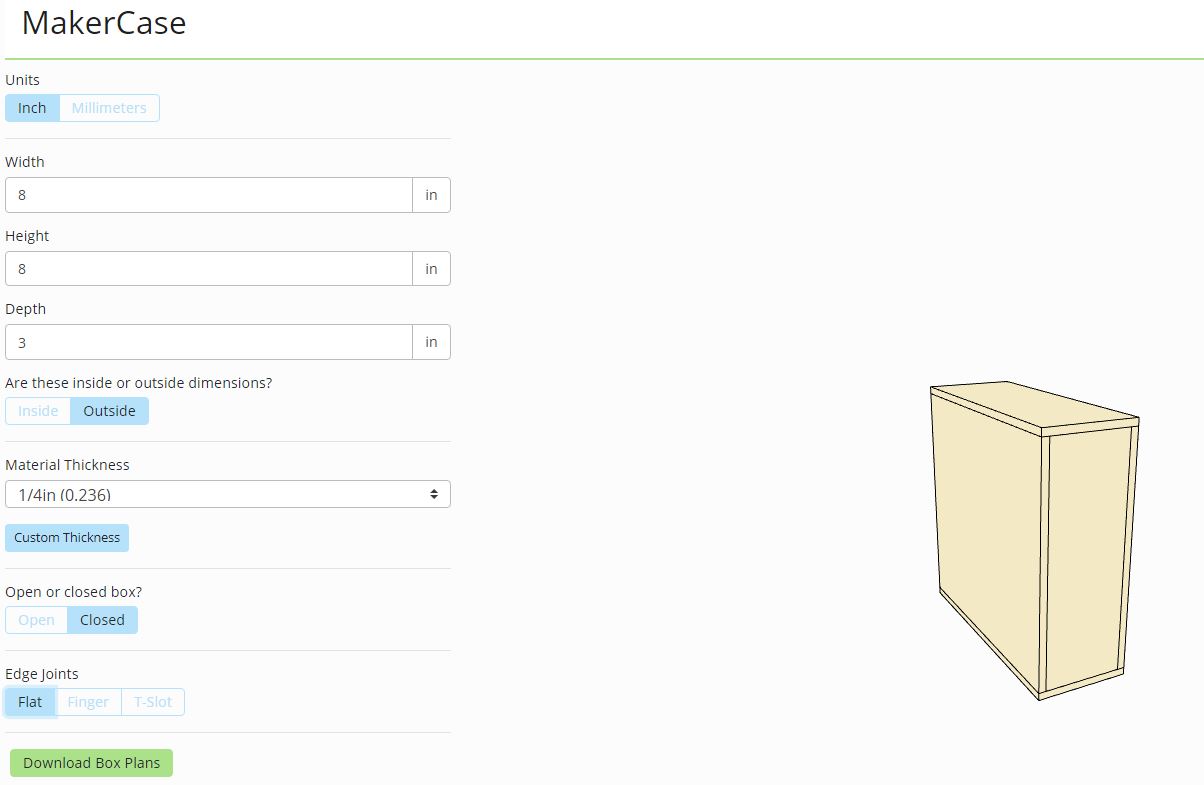 MakerCase
Units
Inch Millimeters
Width
8 in
Height
8 in
Depth
3 in
Are these inside or outside dimensions?
Inside Outside
Material Thickness
1/4in (0.236)
Custom Thickness
Open or closed box?
Open Closed
Edge Joints
Flat Finger T-Slot
Download Box Plans